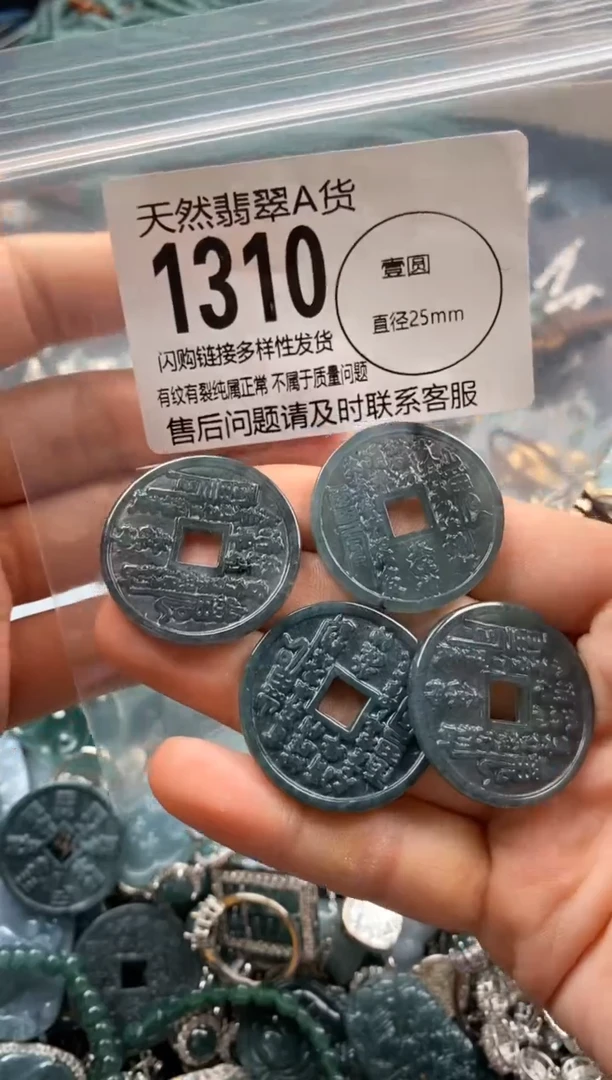 天然翡翠A货
1310
壹圆
直径25mm
闪购链接多样性发货
有纹有裂纯属正常 不属于质量问题
售后问题请及时联系客服